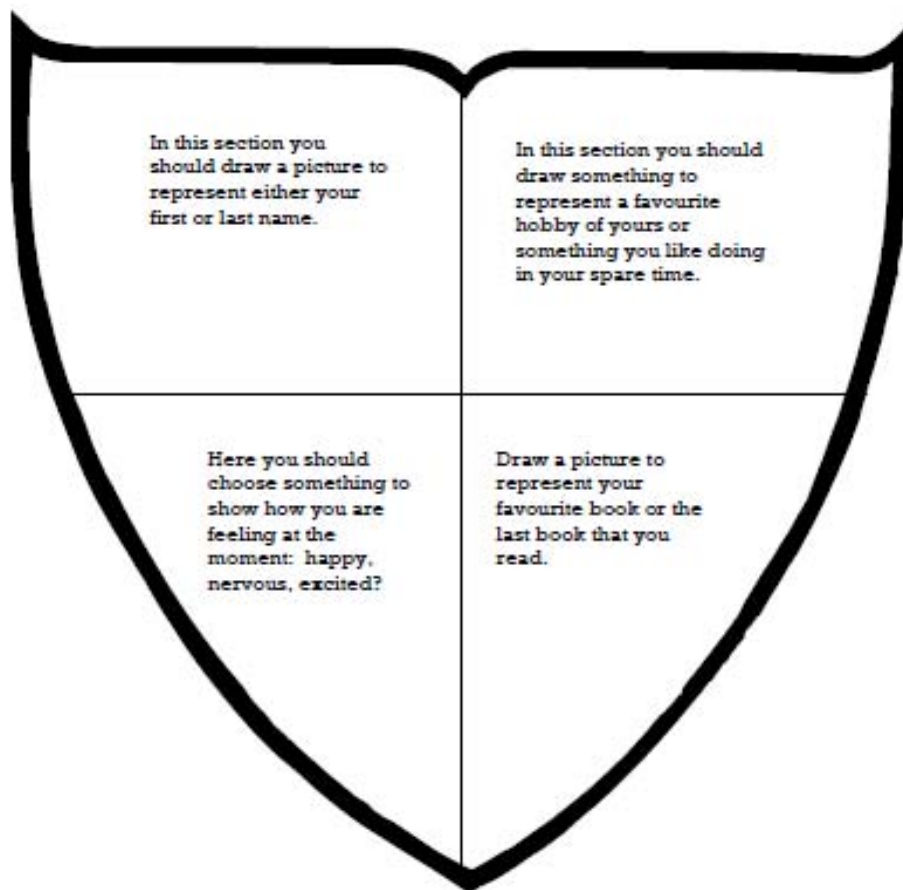 In this section you
should draw a picture to
represent either your
first or last name.
In this section you should
draw something to
represent a favourite
hobby of yours or
something you like doing
in your spare time.
Here you should
choose something to
show how you are
feeling at the
moment:  happy,
nervous, excited?
Draw a picture to
represent your
favourite book or the
last book that you
read.